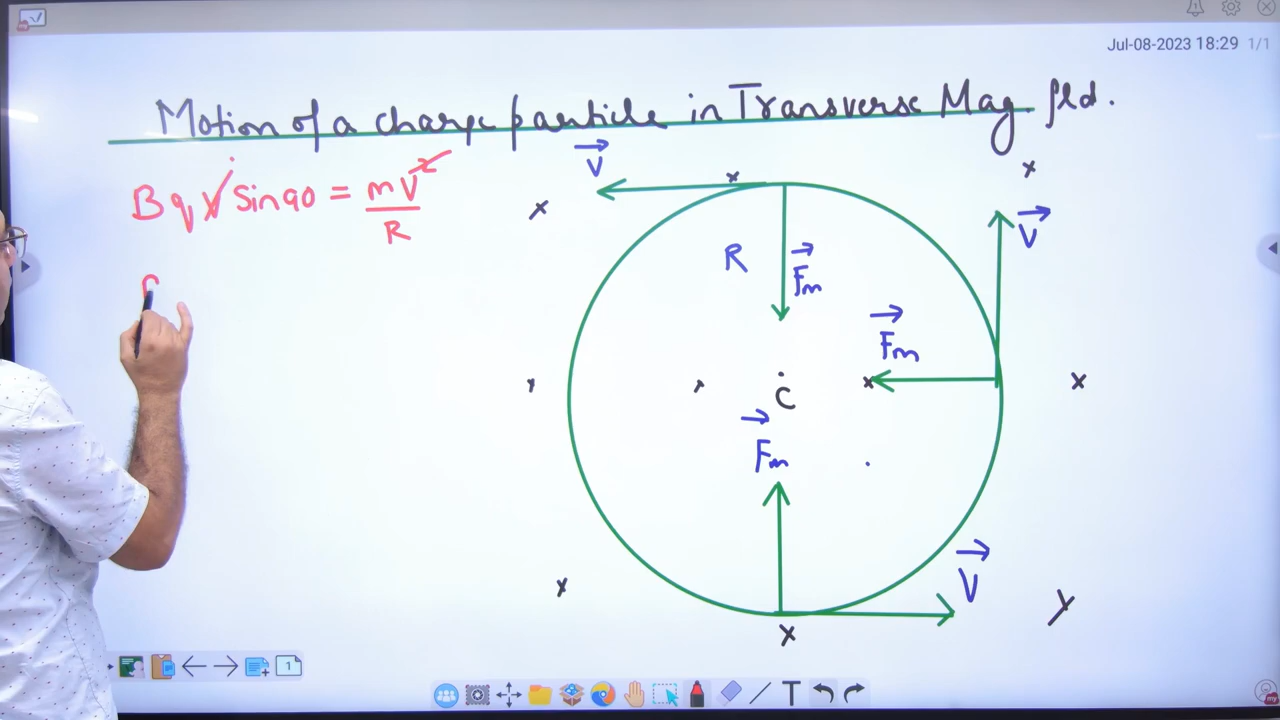 Jul-08-2023 18:29 1/1
Motion of a charge particle in Transverse Mag fld.
V
Bqv Sin90 = mv²/R
V
R
Fm
Fm
C
Fm
V
1
T